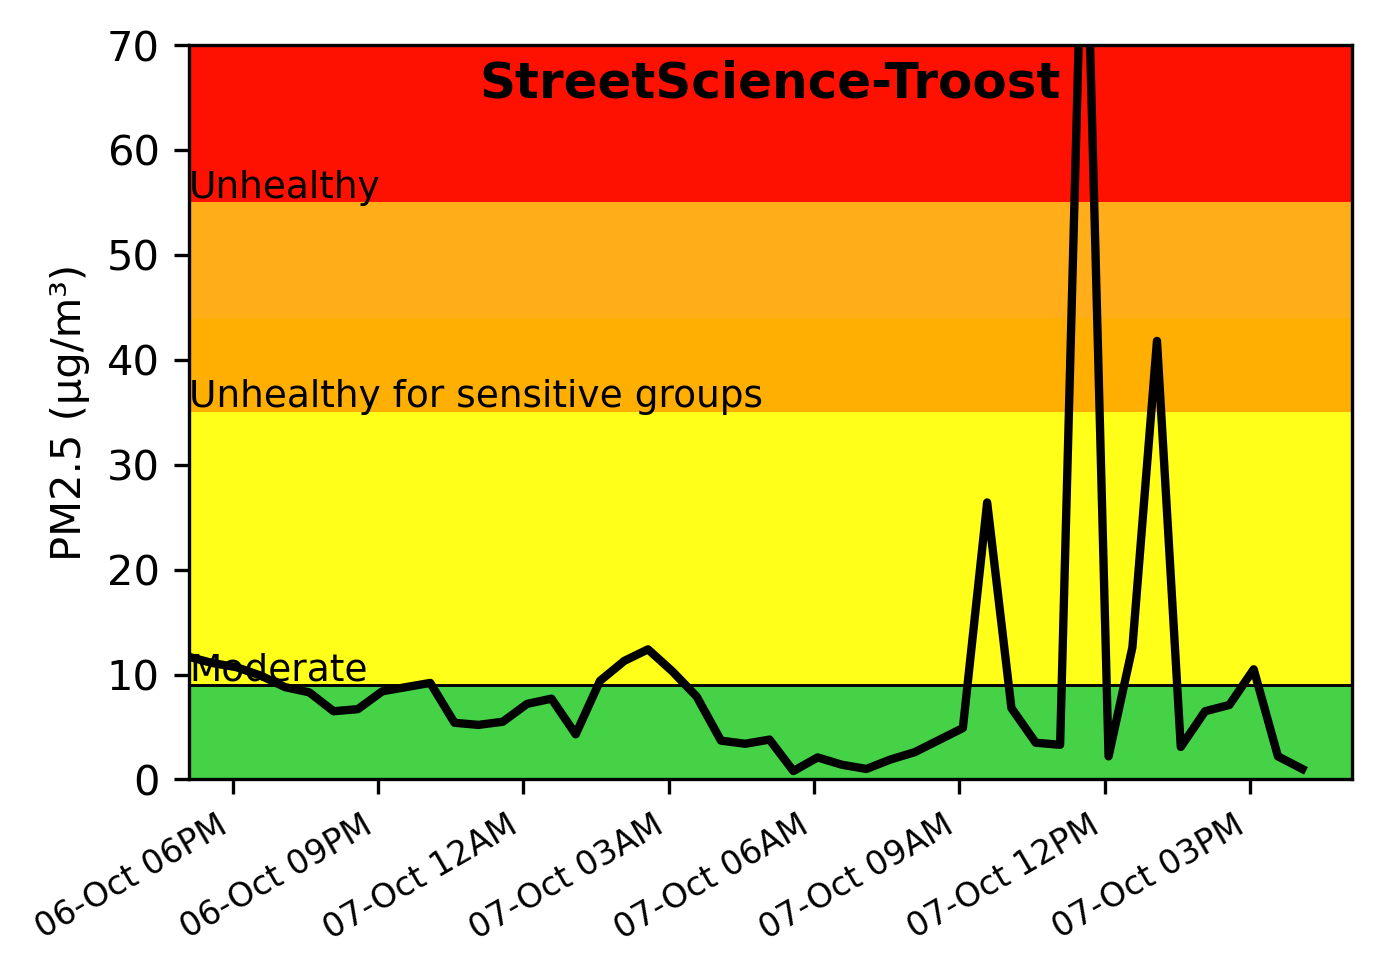 StreetScience-Troost
PM2.5 (µg/m³)
70
60
50
40
30
20
10
0
Unhealthy
Unhealthy for sensitive groups
Moderate
06-Oct 06PM
06-Oct 09PM
07-Oct 12AM
07-Oct 03AM
07-Oct 06AM
07-Oct 09AM
07-Oct 12PM
07-Oct 03PM